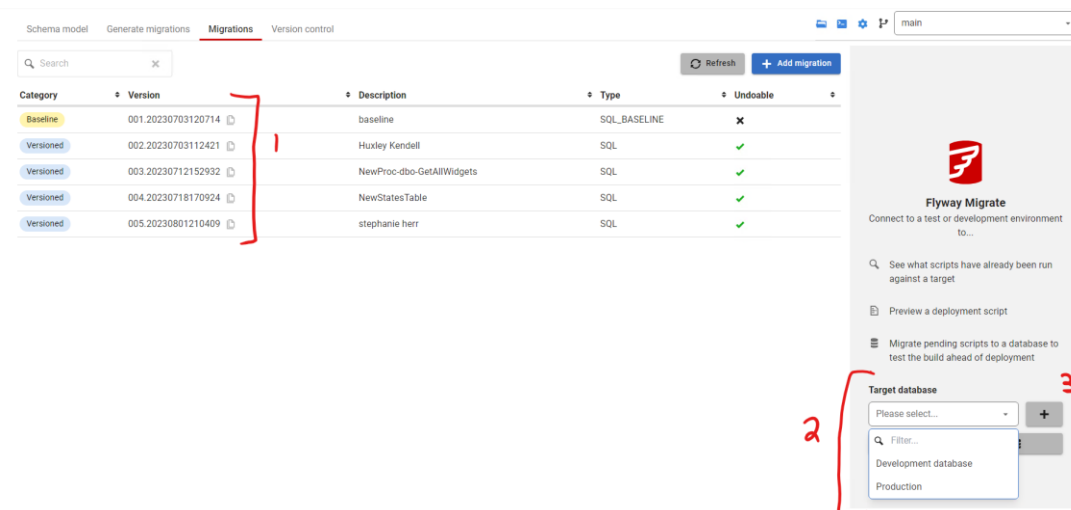 Schema model Generate migrations Migrations Version control main
Search Refresh Add migration
Category Version Description Type Undoable
Baseline 001.20230703120714 baseline SQL_BASELINE
Versioned 002.20230703112421 Huxley Kendell SQL
Versioned 003.20230712152932 NewProc-dbo-GetAllWidgets SQL
Versioned 004.20230718170924 NewStatesTable SQL
Versioned 005.20230801210409 stephanie herr SQL
1
Flyway Migrate
Connect to a test or development environment
to...
See what scripts have already been run
against a target
Preview a deployment script
Migrate pending scripts to a database to
test the build ahead of deployment
2
3
Target database
Please select...
Filter...
Development database
Production